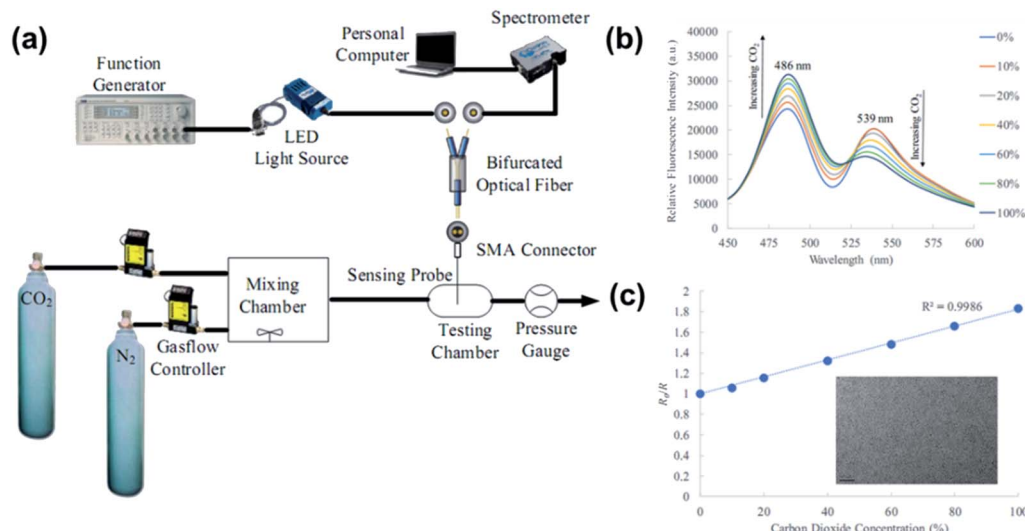 (a)
Function
Generator
LED
Light Source
Personal
Computer
Spectrometer
Bifurcated
Optical Fiber
SMA Connector
CO2
N2
Gasflow
Controller
Mixing
Chamber
Sensing Probe
Testing
Chamber
Pressure
Gauge
(b)
Relative Fluorescence Intensity (a.u.)
40000
35000
30000
25000
20000
15000
10000
5000
0
450
475
500
525
550
575
600
Wavelength (nm)
Increasing CO2
486 nm
539 nm
Increasing CO2
0%
10%
20%
40%
60%
80%
100%
(c)
R0/R
2
1.8
1.6
1.4
1.2
1
0.8
0.6
0.4
0.2
0
0
20
40
60
80
100
Carbon Dioxide Concentration (%)
R² = 0.9986